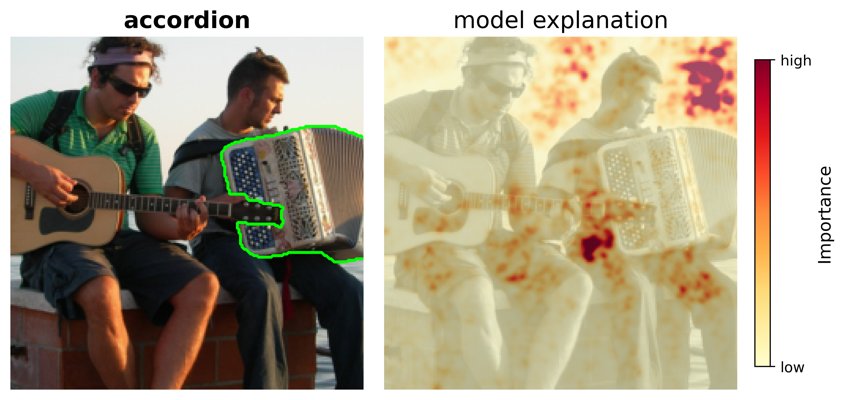 accordion
model explanation
high
Importance
low